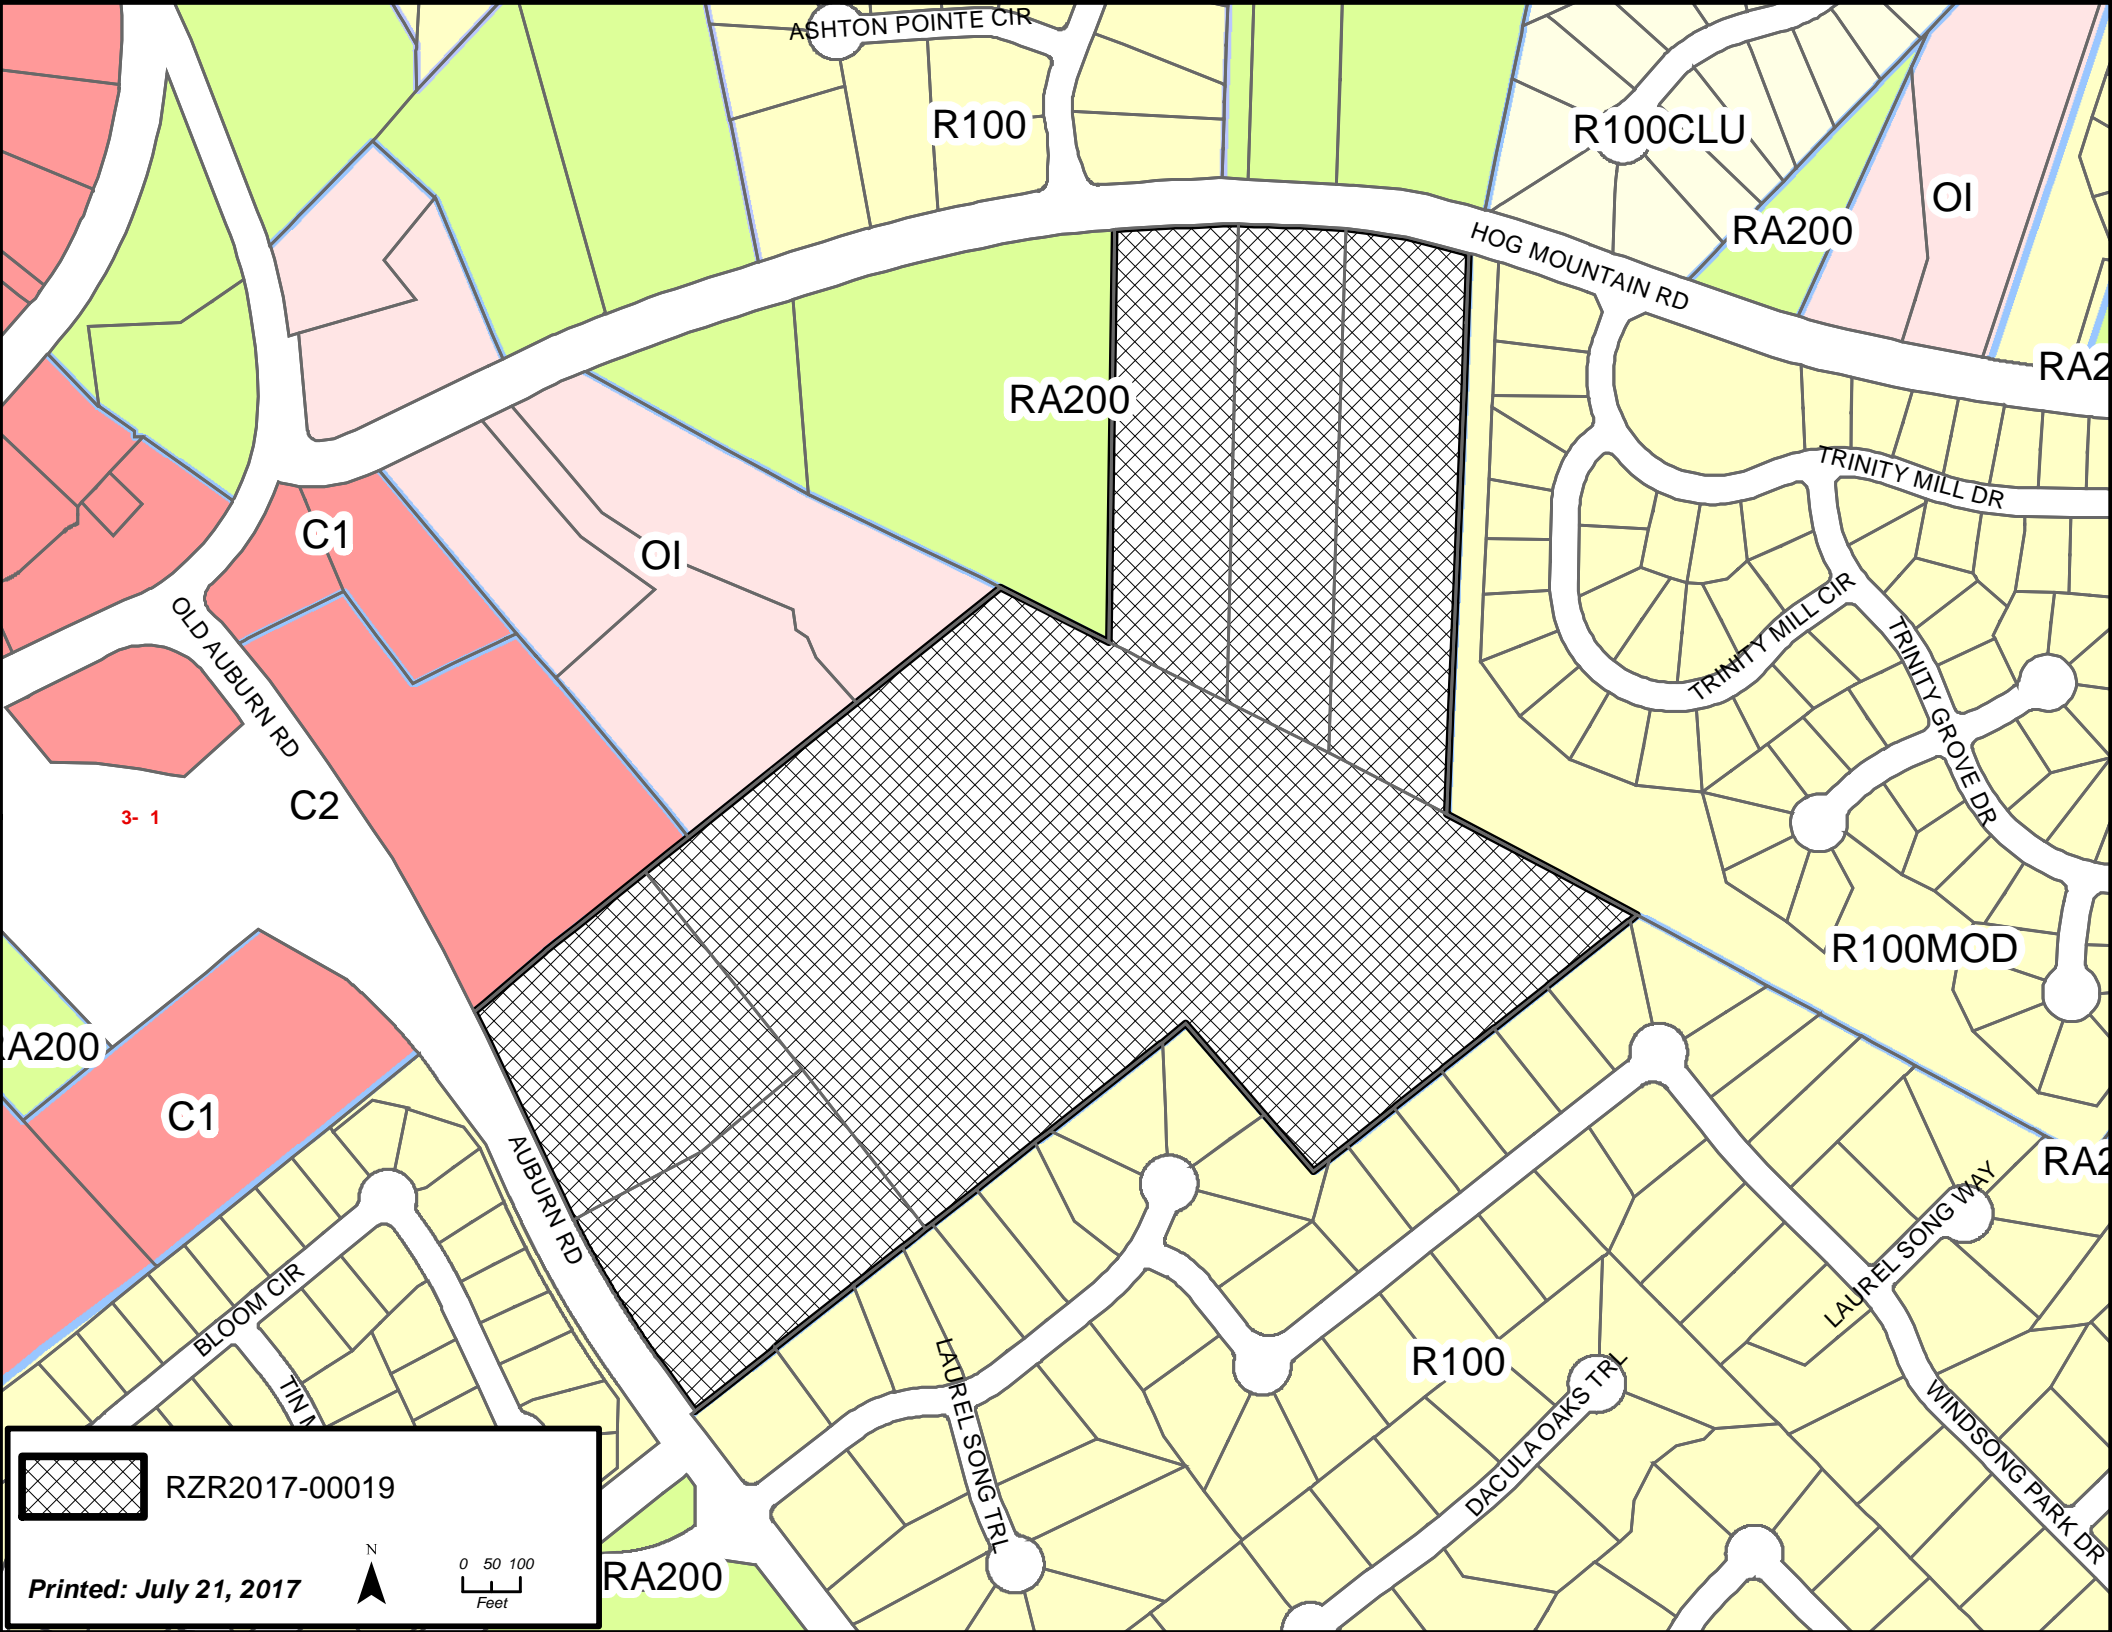 ASHTON POINTE CIR
R100
R100CLU
OI
RA200
HOG MOUNTAIN RD
RA2
RA200
TRINITY MILL DR
C1
OI
TRINITY MILL CIR
OLD AUBURN RD
TRINITY GROVE DR
C2
3- 1
R100MOD
RA200
C1
AUBURN RD
RA2
LAUREL SONG WAY
BLOOM CIR
LAUREL SONG TRL
R100
DACULA OAKS TRL
TIN M
WINDSONG PARK DR
RZR2017-00019
N
0 50 100
Feet
Printed: July 21, 2017
RA200